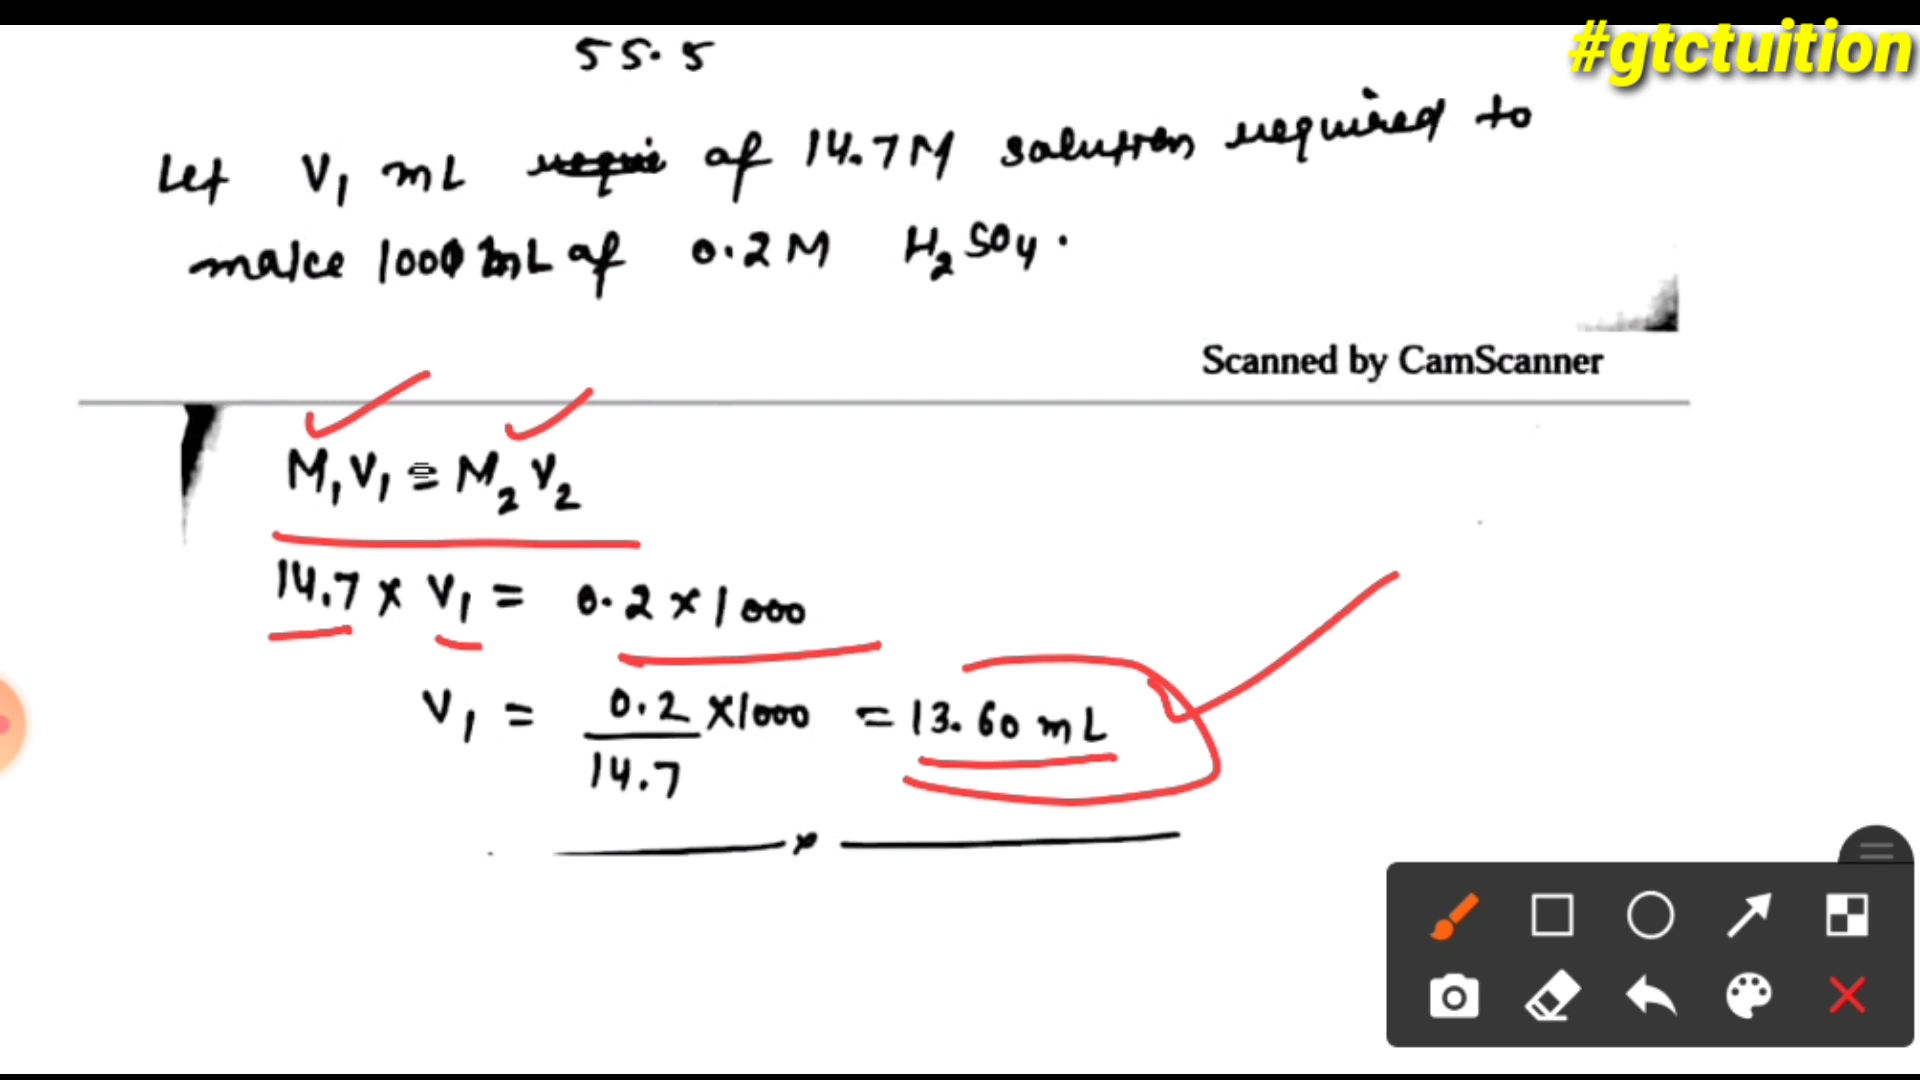 #gtctuition
55.5
Let V₁ mL of 14.7M solution required to
make 1000 mL of 0.2M H₂SO₄.
Scanned by CamScanner
M₁V₁ = M₂V₂
14.7 x V₁ = 0.2 x 1000
V₁ = 0.2 x1000 = 13.60 mL
14.7
x